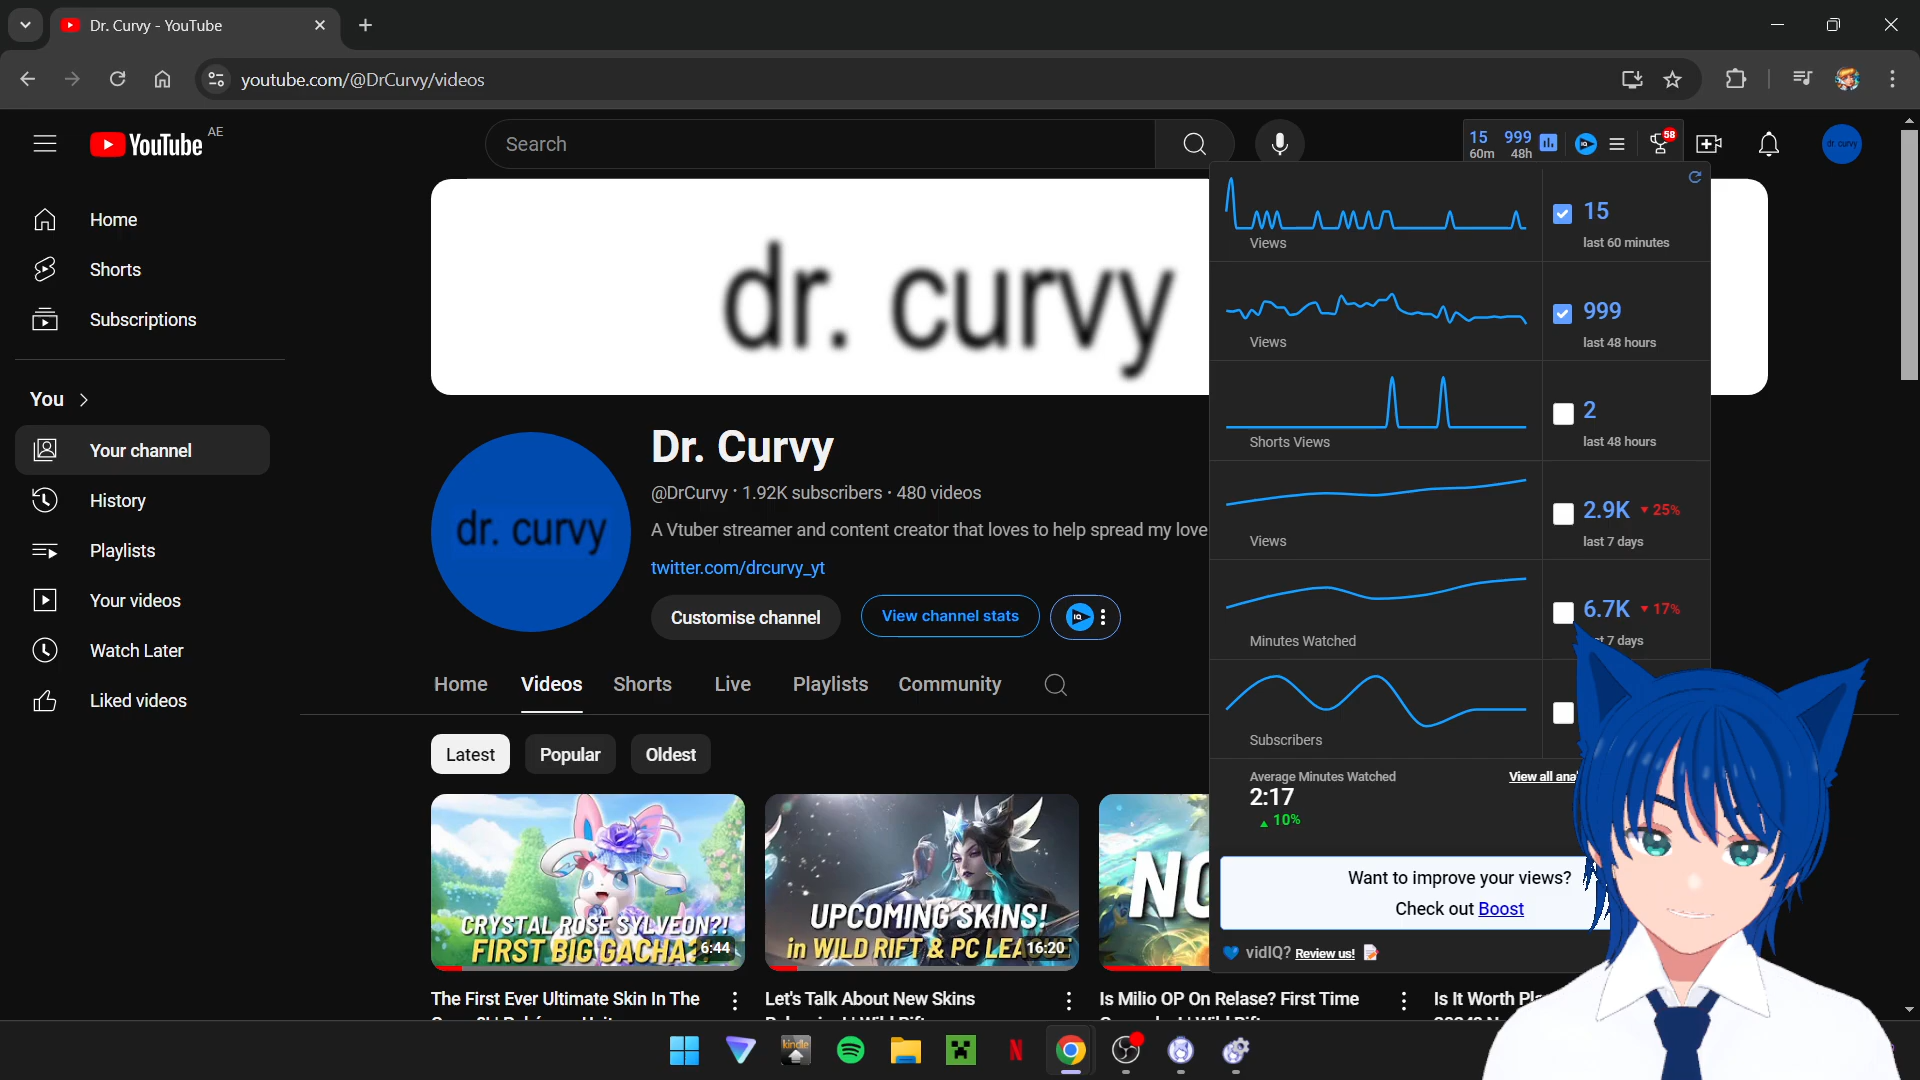 Dr. Curvy - YouTube
youtube.com/@DrCurvy/videos
YouTube AE
Search
15 999
60m 48h
58
dr. curvy
Home
Shorts
Subscriptions
You
Your channel
History
Playlists
Your videos
Watch Later
Liked videos
dr. curvy
dr. curvy
Dr. Curvy
@DrCurvy · 1.92K subscribers · 480 videos
A Vtuber streamer and content creator that loves to help spread my love
twitter.com/drcurvy_yt
Customise channel
View channel stats
IQ
Home Videos Shorts Live Playlists Community
Latest Popular Oldest
CRYSTAL ROSE SYLVEON?!
FIRST BIG GACHA?
6:44
UPCOMING SKINS!
in WILD RIFT & PC LEAGUE
16:20
The First Ever Ultimate Skin In The
Let's Talk About New Skins
Is Milio OP On Relase? First Time
Is It Worth
Views
15
last 60 minutes
Views
999
last 48 hours
Shorts Views
2
last 48 hours
Views
2.9K ▼ 25%
last 7 days
Minutes Watched
6.7K ▼ 17%
7 days
Subscribers
Average Minutes Watched
View all
2:17
▲ 10%
Want to improve your views?
Check out Boost
vidIQ? Review us!
kindle